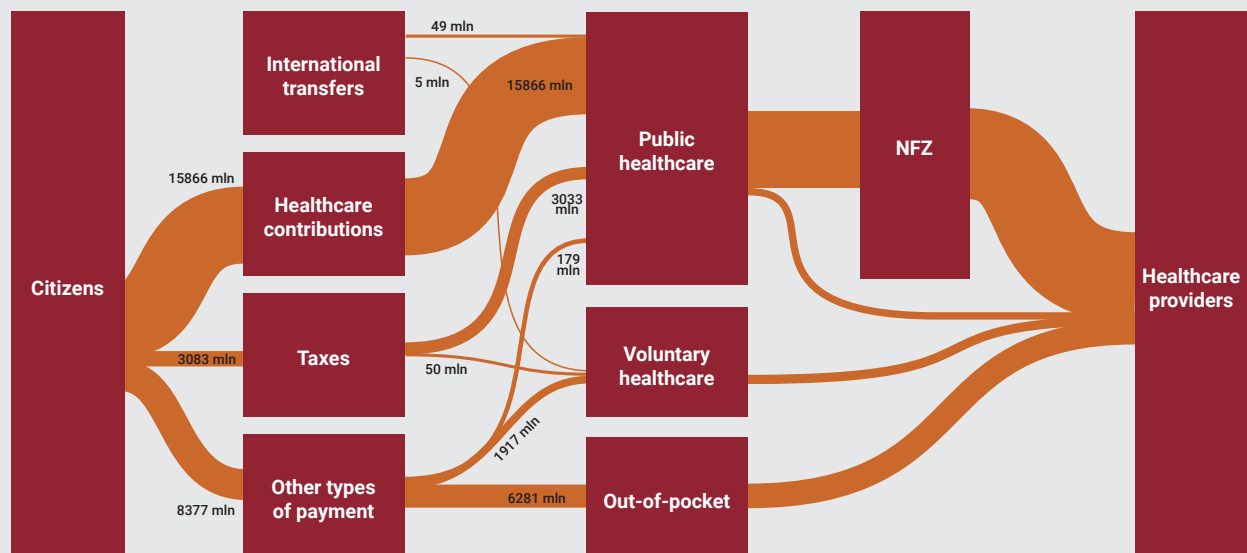 49 mln
International
transfers
5 mln
15866 mln
Public
healthcare
NFZ
15866 mln
Healthcare
contributions
3033
mln
179
mln
Citizens
Healthcare
providers
3083 mln
Taxes
50 mln
Voluntary
healthcare
1917 mln
Other types
of payment
8377 mln
6281 mln
Out-of-pocket